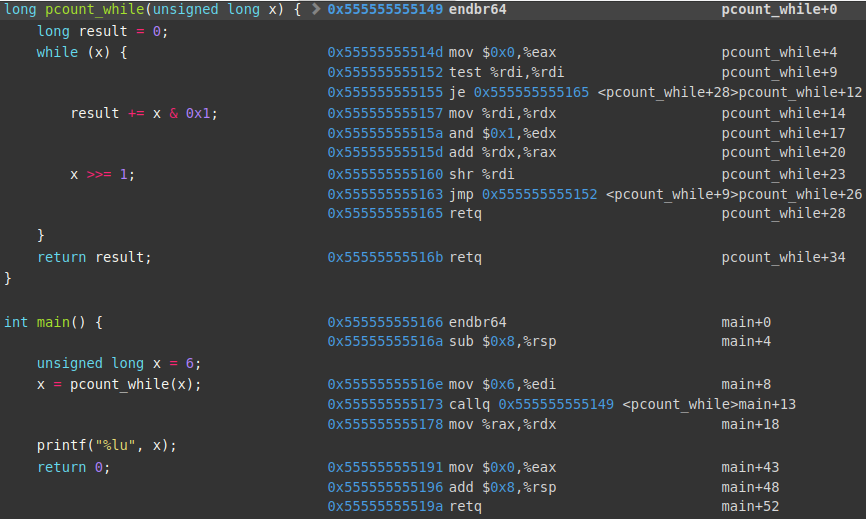 long pcount_while(unsigned long x) { > 0x555555555149 endbr64 pcount_while+0
long result = 0;
while (x) { 0x55555555514d mov $0x0,%eax pcount_while+4
0x555555555152 test %rdi,%rdi pcount_while+9
0x555555555155 je 0x555555555165 <pcount_while+28>pcount_while+12
result += x & 0x1; 0x555555555157 mov %rdi,%rdx pcount_while+14
0x55555555515a and $0x1,%edx pcount_while+17
0x55555555515d add %rdx,%rax pcount_while+20
x >>= 1; 0x555555555160 shr %rdi pcount_while+23
0x555555555163 jmp 0x555555555152 <pcount_while+9>pcount_while+26
0x555555555165 retq pcount_while+28
}
return result; 0x55555555516b retq pcount_while+34
}
int main() { 0x555555555166 endbr64 main+0
0x55555555516a sub $0x8,%rsp main+4
unsigned long x = 6;
x = pcount_while(x); 0x55555555516e mov $0x6,%edi main+8
0x555555555173 callq 0x555555555149 <pcount_while>main+13
0x555555555178 mov %rax,%rdx main+18
printf("%lu", x);
return 0; 0x555555555191 mov $0x0,%eax main+43
0x555555555196 add $0x8,%rsp main+48
0x55555555519a retq main+52